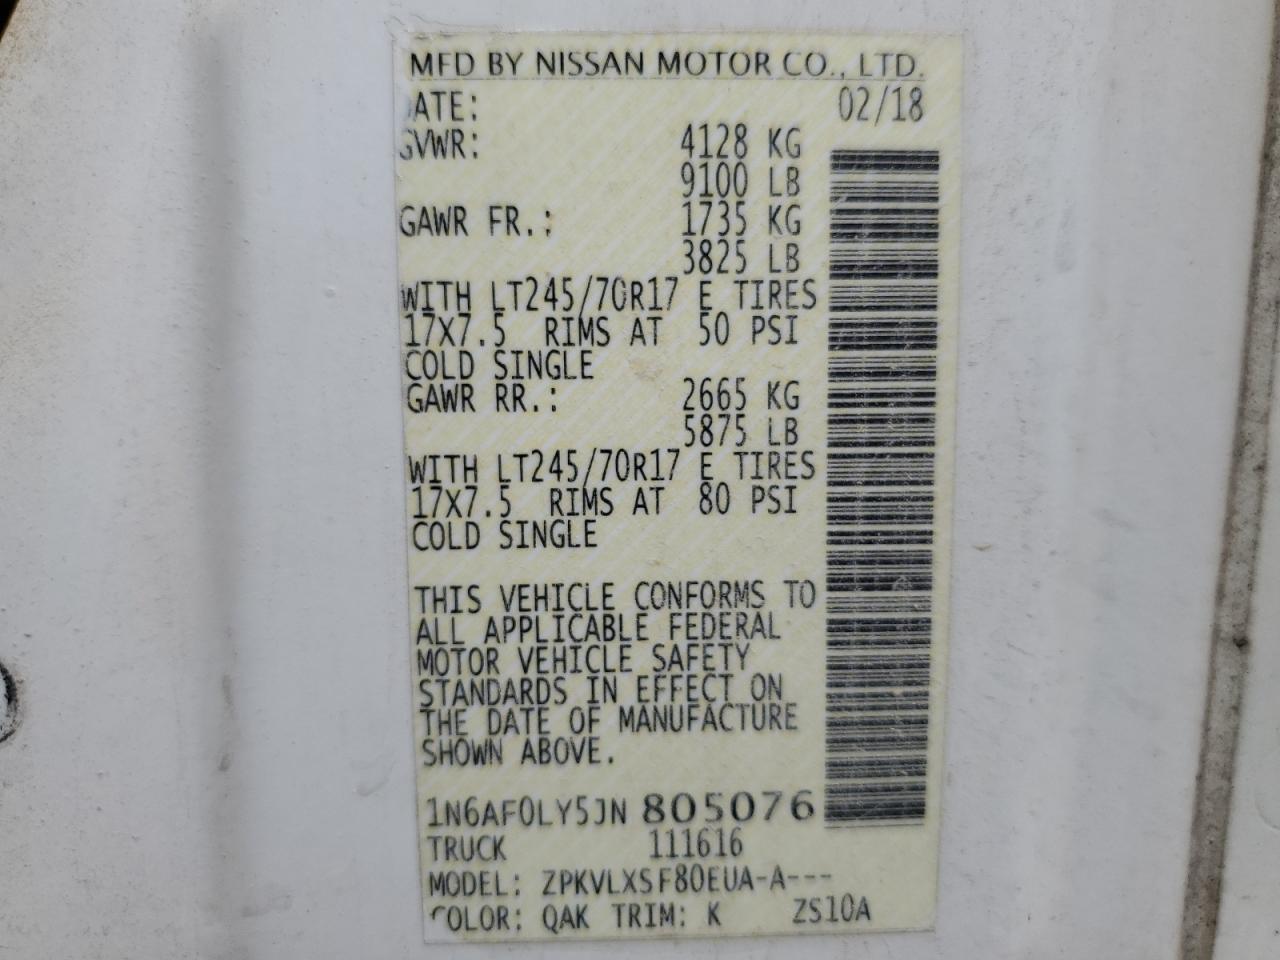 MFD BY NISSAN MOTOR CO., LTD.
DATE: 02/18
GVWR: 4128 KG
9100 LB
GAWR FR.: 1735 KG
3825 LB
WITH LT245/70R17 E TIRES
17X7.5 RIMS AT 50 PSI
COLD SINGLE
GAWR RR.: 2665 KG
5875 LB
WITH LT245/70R17 E TIRES
17X7.5 RIMS AT 80 PSI
COLD SINGLE
THIS VEHICLE CONFORMS TO
ALL APPLICABLE FEDERAL
MOTOR VEHICLE SAFETY
STANDARDS IN EFFECT ON
THE DATE OF MANUFACTURE
SHOWN ABOVE.
1N6AF0LY5JN 805076
TRUCK 111616
MODEL: ZPKVLXSF80EUA-A---
COLOR: QAK TRIM: K ZS10A